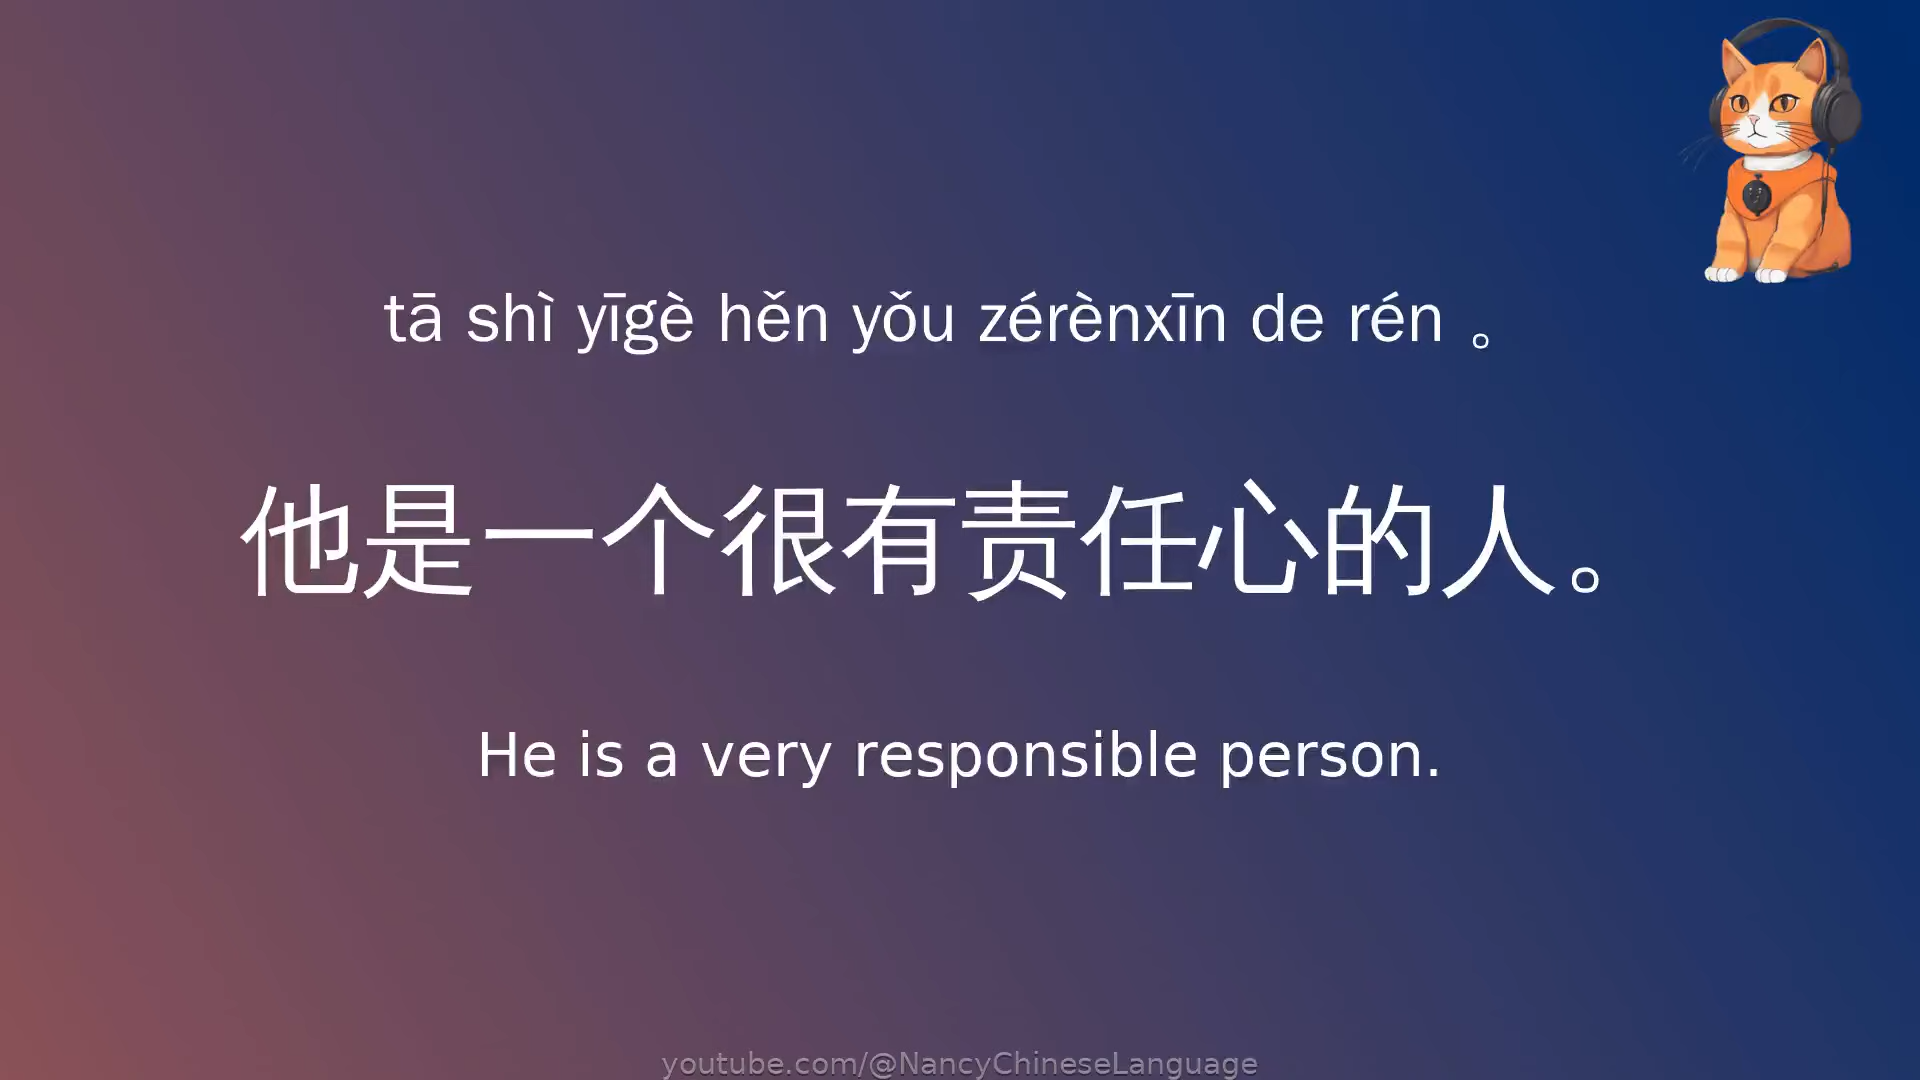 tā shì yīgè hěn yǒu zérènxīn de rén 。
他是一个很有责任心的人。
He is a very responsible person.
youtube.com/@NancyChineseLanguage